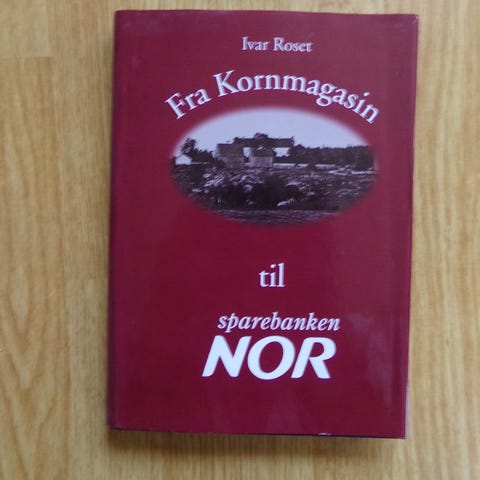 Ivar Roset
Fra Kornmagasin
til
sparebanken
NOR